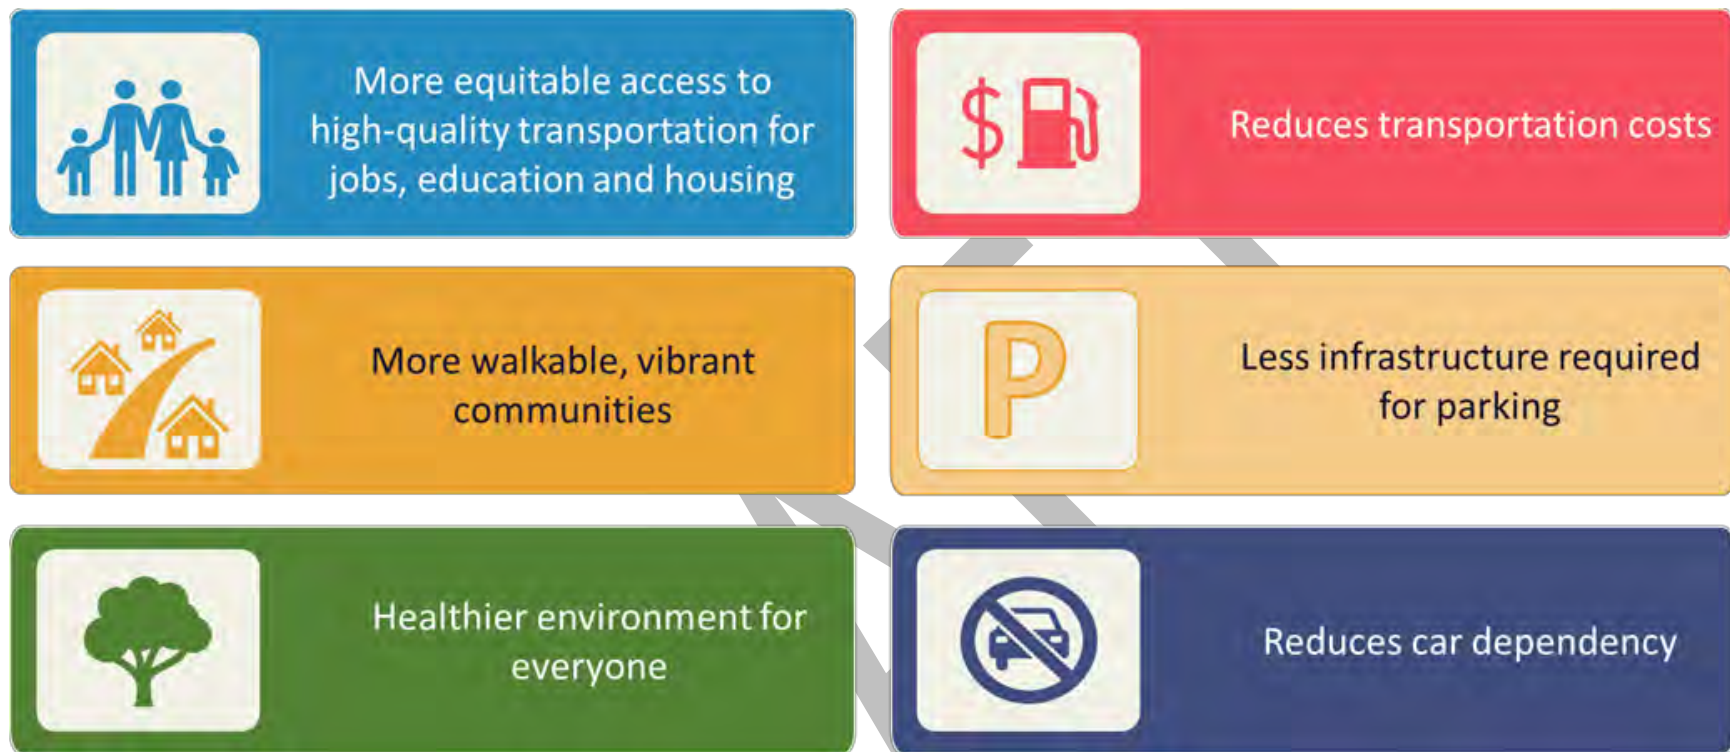 More equitable access to
high-quality transportation for
jobs, education and housing
$
Reduces transportation costs
More walkable, vibrant
communities
P
Less infrastructure required
for parking
Healthier environment for
everyone
Reduces car dependency